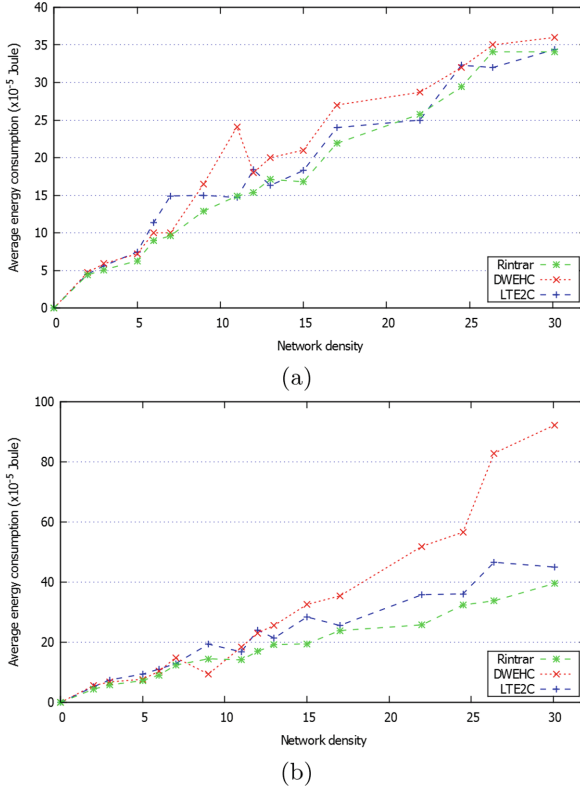 40
35
30
25
20
15
10
5
0
Average energy consumption (x10-5 Joule)
0 5 10 15 20 25 30
Network density
Rintrar
DWEHC
LTE2C
(a)
100
80
60
40
20
0
Average energy consumption (x10-5 Joule)
0 5 10 15 20 25 30
Network density
Rintrar
DWEHC
LTE2C
(b)